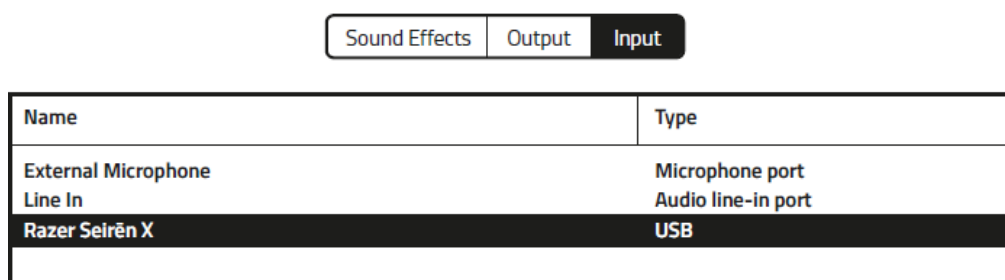 Sound Effects Output Input
Name Type
External Microphone Microphone port
Line In Audio line-in port
Razer Seirēn X USB